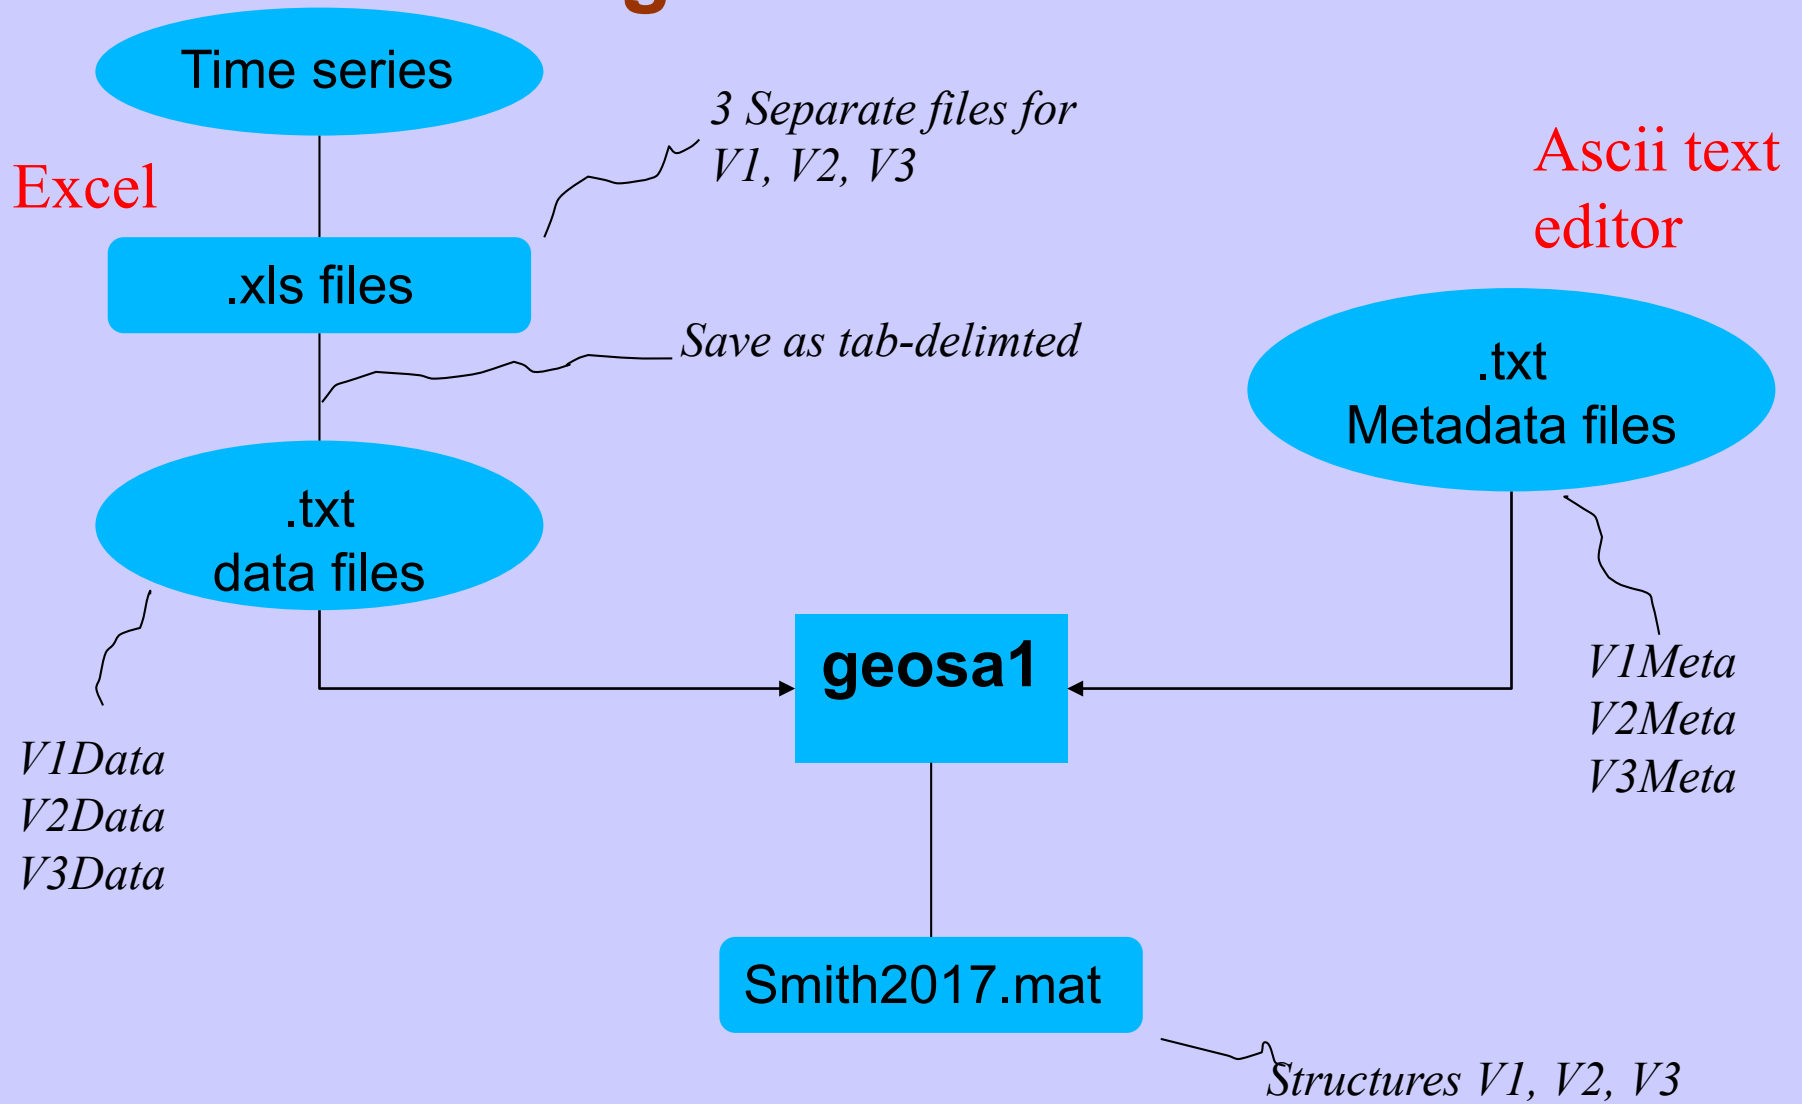 Time series
3 Separate files for
V1, V2, V3
Excel
Ascii text
editor
.xls files
Save as tab-delimted
.txt
Metadata files
.txt
data files
geosa1
V1Meta
V2Meta
V3Meta
V1Data
V2Data
V3Data
Smith2017.mat
Structures V1, V2, V3